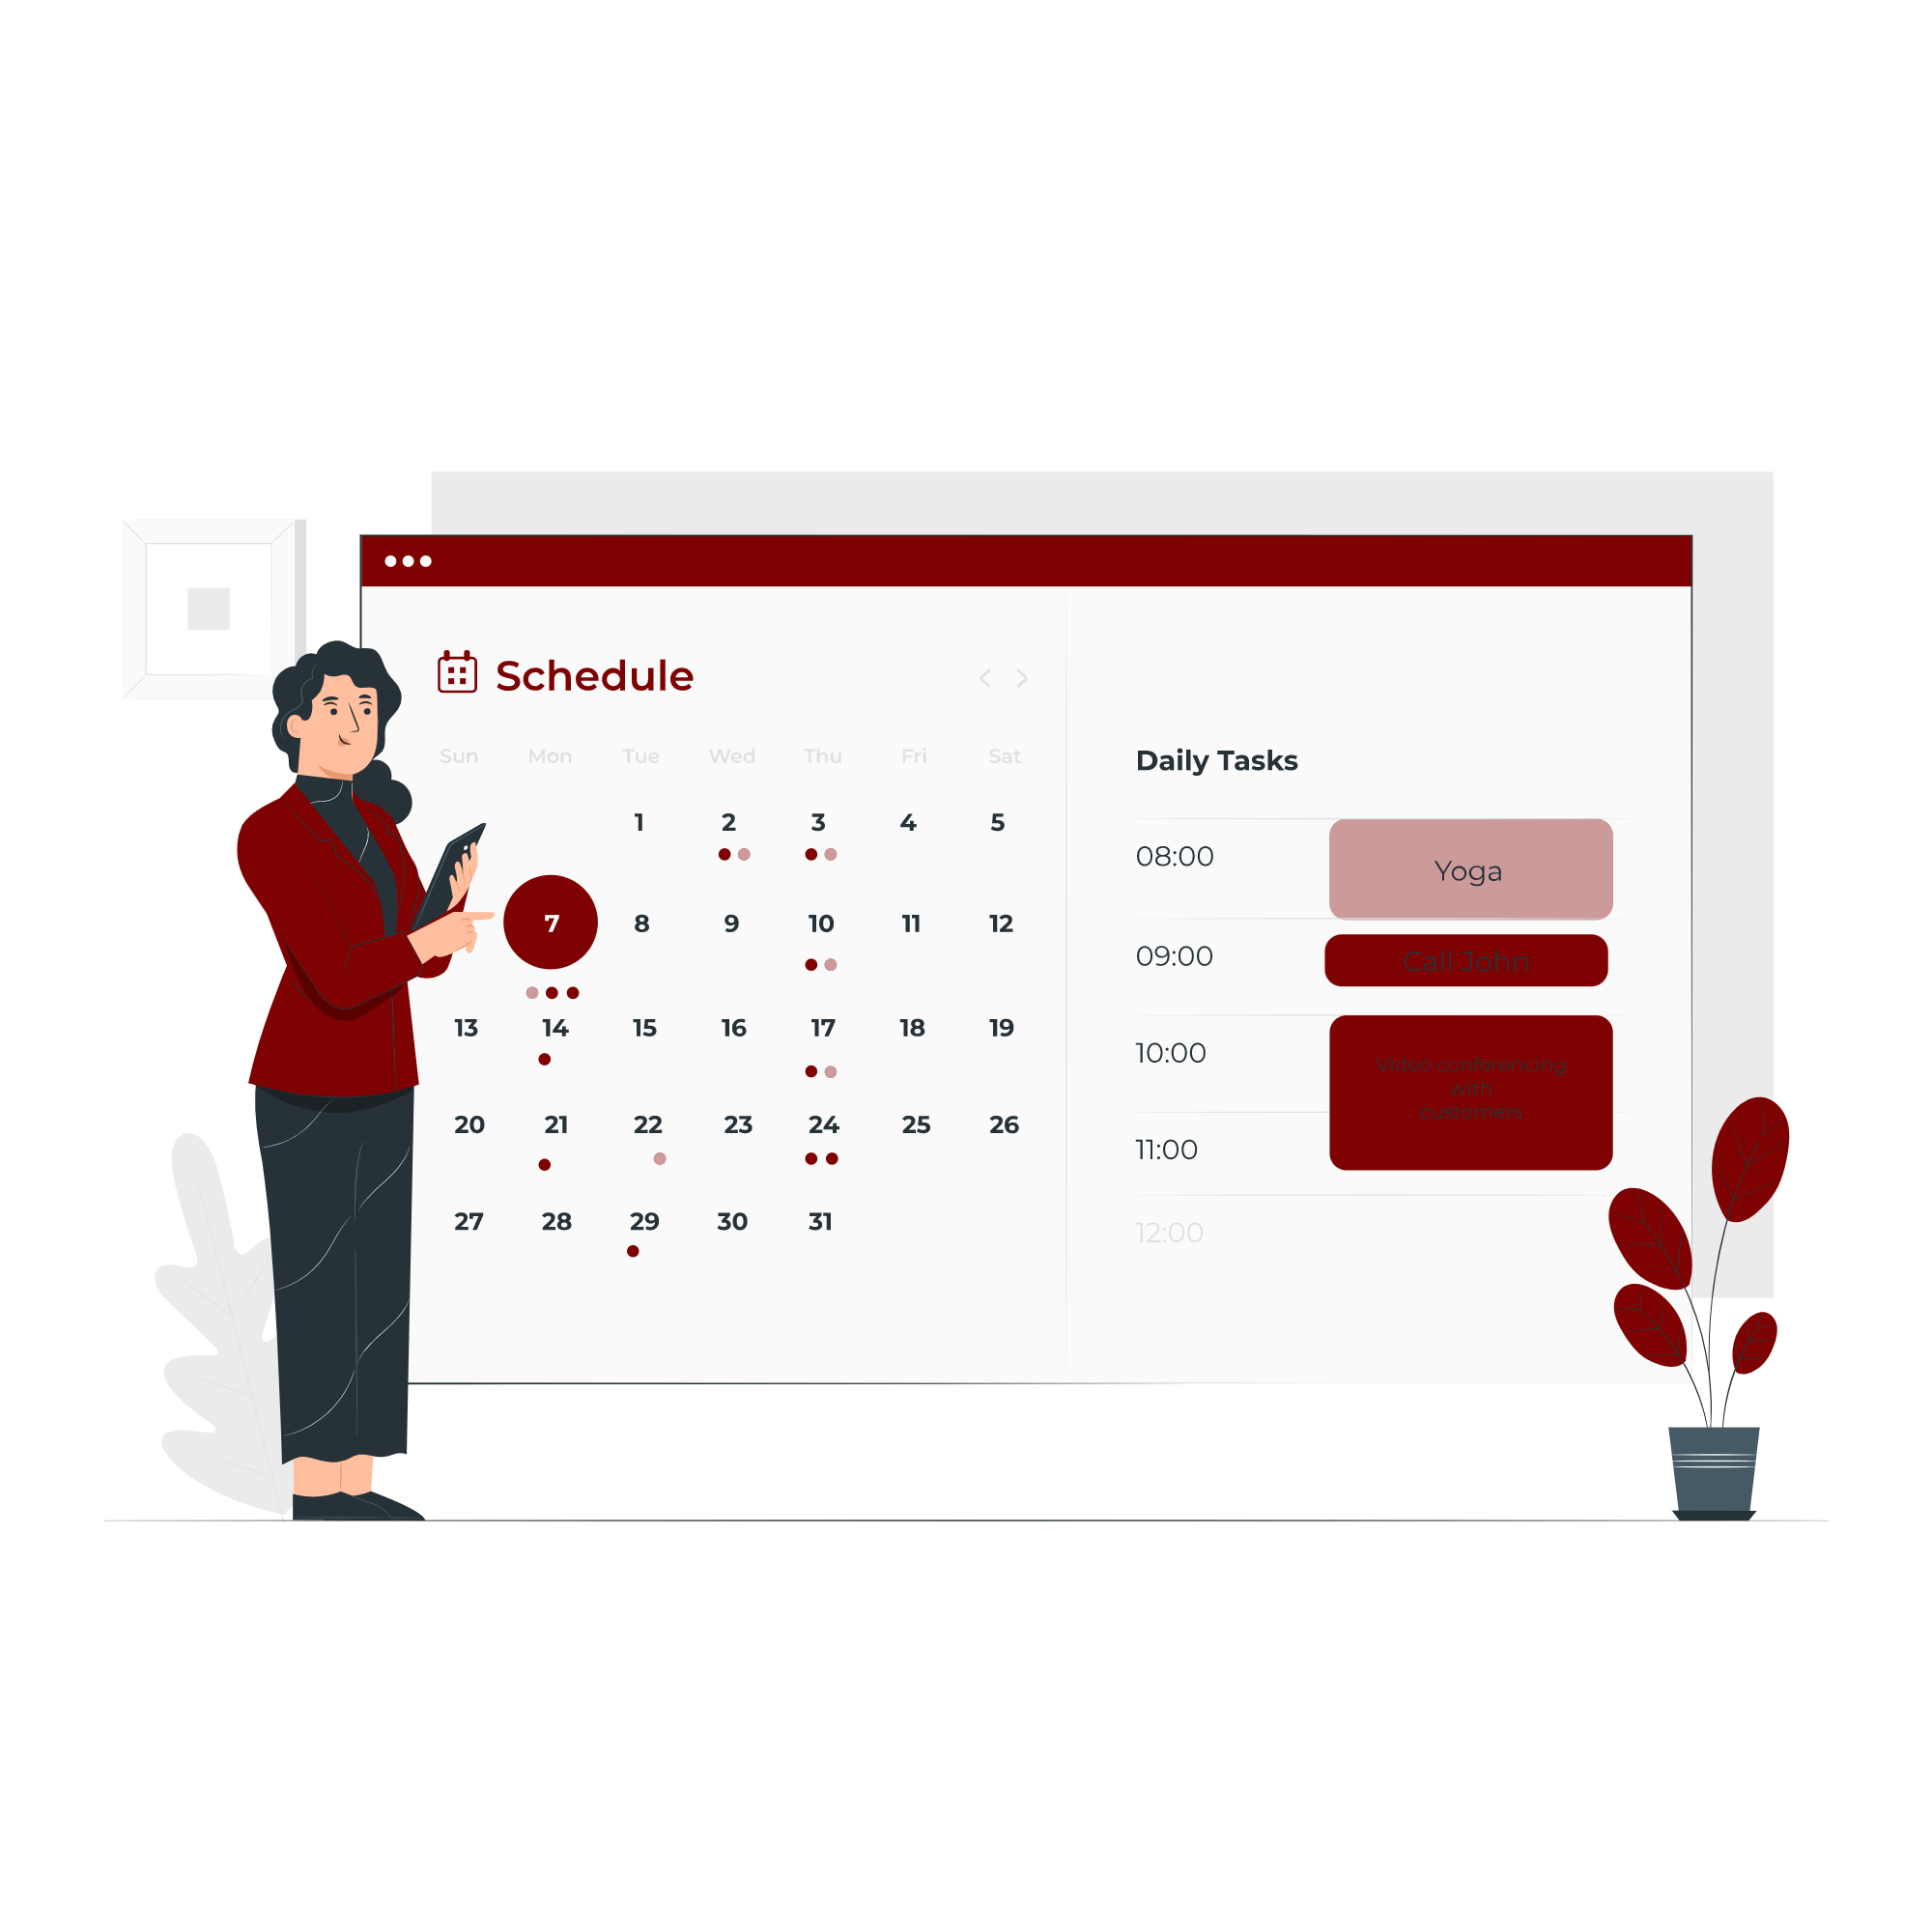 Schedule
Sun Mon Tue Wed Thu Fri Sat
1 2 3 4 5
7 8 9 10 11 12
13 14 15 16 17 18 19
20 21 22 23 24 25 26
27 28 29 30 31
Daily Tasks
08:00 Yoga
09:00 Call John
10:00 Video conferencing
with
customers
11:00
12:00